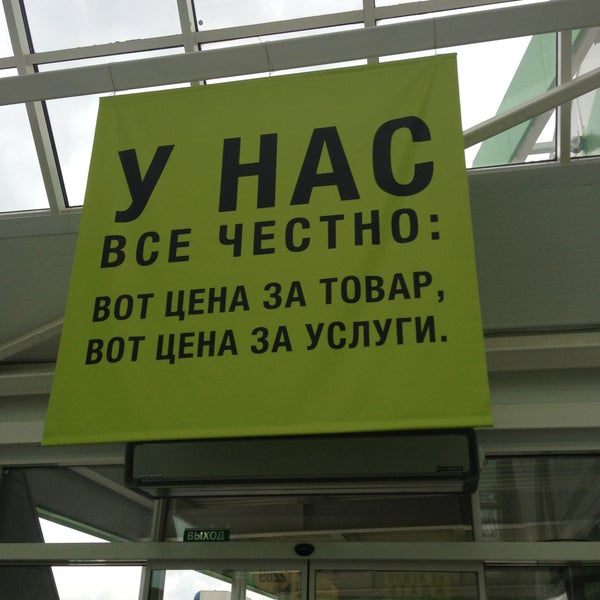 У НАС
ВСЕ ЧЕСТНО:
ВОТ ЦЕНА ЗА ТОВАР,
ВОТ ЦЕНА ЗА УСЛУГИ.
ВЫХОД